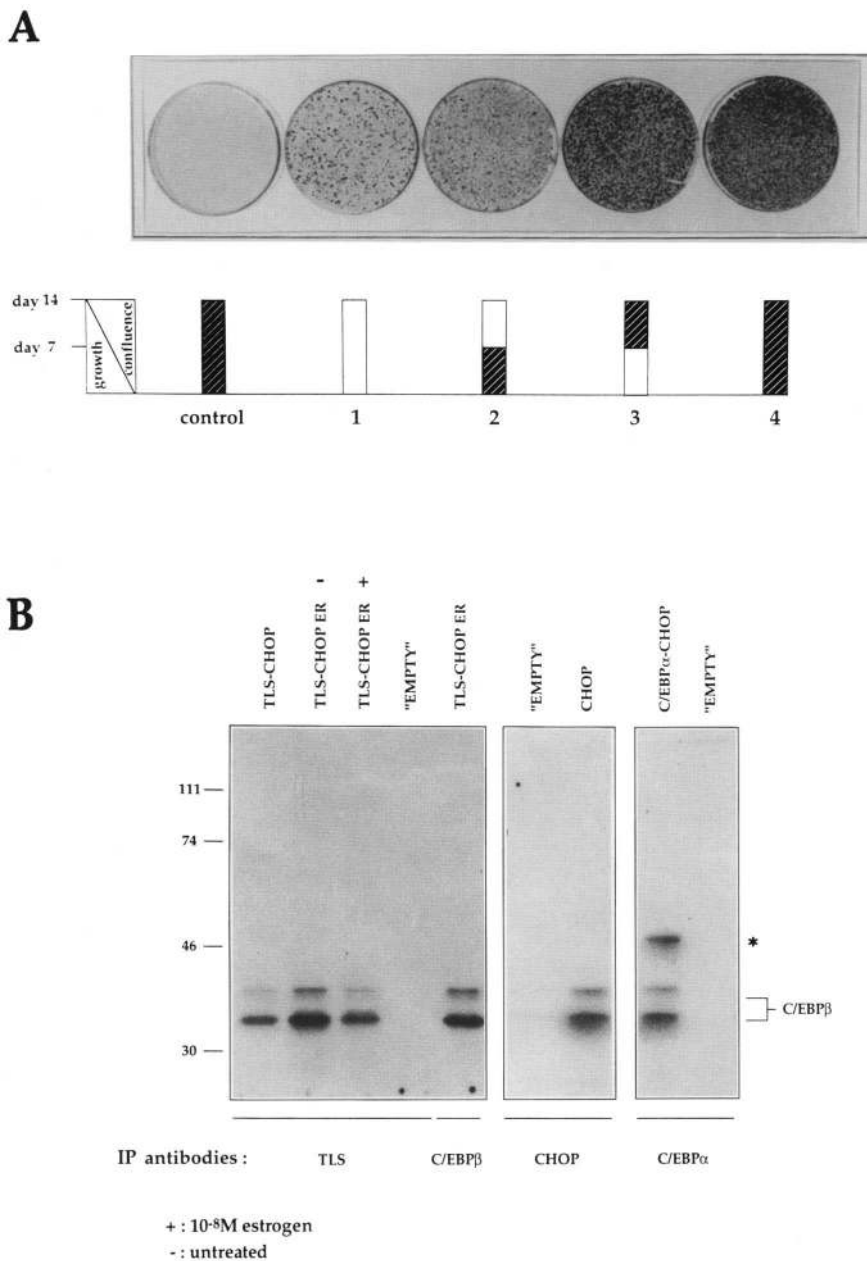 A
day 14
day 7
growth
confluence
control
1
2
3
4
B
- +
TLS-CHOP
TLS-CHOP ER
TLS-CHOP ER
"EMPTY"
TLS-CHOP ER
"EMPTY"
CHOP
C/EBPα-CHOP
"EMPTY"
111
74
46
30
*
C/EBPβ
IP antibodies : TLS C/EBPβ CHOP C/EBPα
+ : 10-8M estrogen
- : untreated